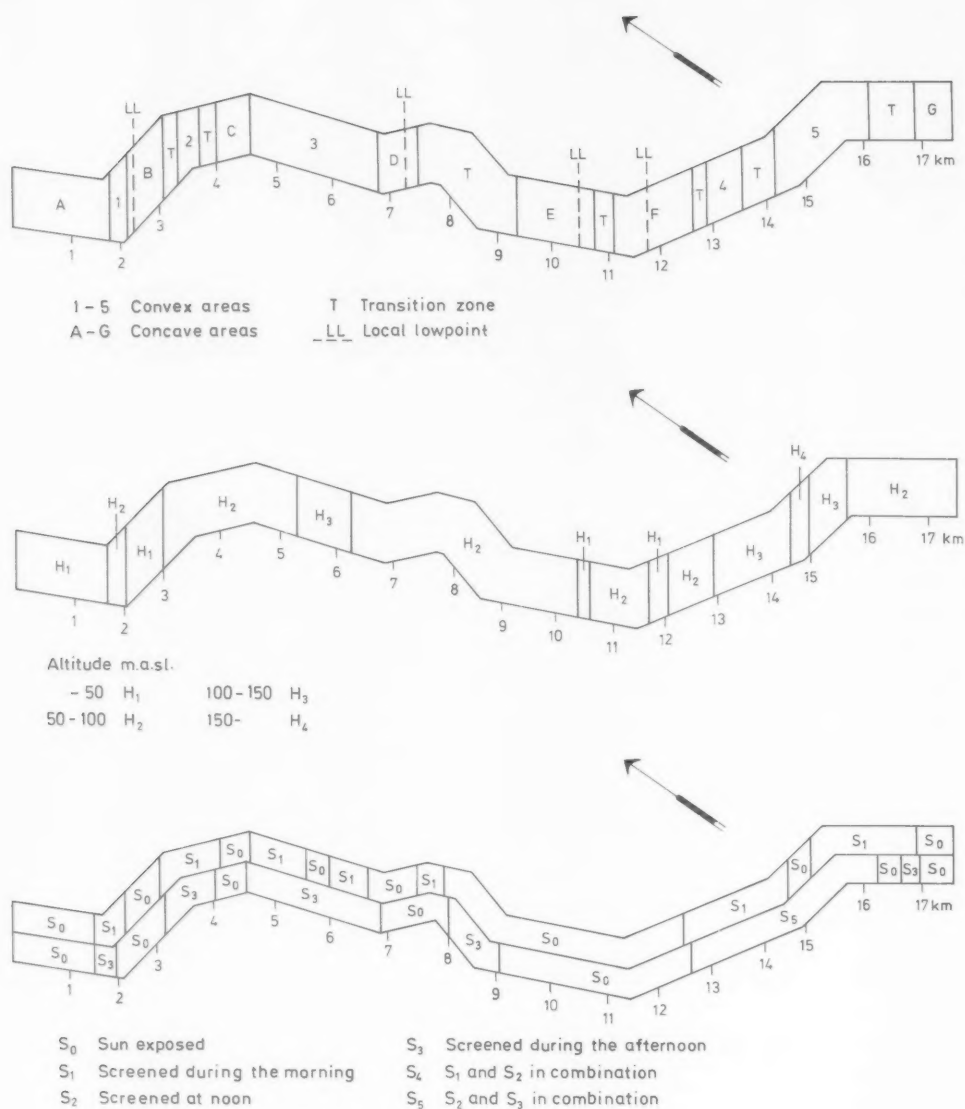 LL
LL
LL
LL
A 1 B T 2 T C 3 D T E T F T 4 T 5 T G
1 2 3 4 5 6 7 8 9 10 11 12 13 14 15 16 17 km
1-5 Convex areas T Transition zone
A-G Concave areas LL Local lowpoint
H₁ H₂ H₁ H₂ H₃ H₂ H₁ H₂ H₁ H₂ H₃ H₄ H₃ H₂
1 2 3 4 5 6 7 8 9 10 11 12 13 14 15 16 17 km
Altitude m.a.sl.
- 50 H₁ 100-150 H₃
50-100 H₂ 150- H₄
S₀ S₁ S₀ S₁ S₀ S₁ S₀ S₁ S₀ S₁ S₀ S₁ S₀ S₁ S₀
S₀ S₃ S₀ S₃ S₀ S₃ S₀ S₃ S₀ S₅ S₀ S₃ S₀
1 2 3 4 5 6 7 8 9 10 11 12 13 14 15 16 17 km
S₀ Sun exposed S₃ Screened during the afternoon
S₁ Screened during the morning S₄ S₁ and S₂ in combination
S₂ Screened at noon S₅ S₂ and S₃ in combination